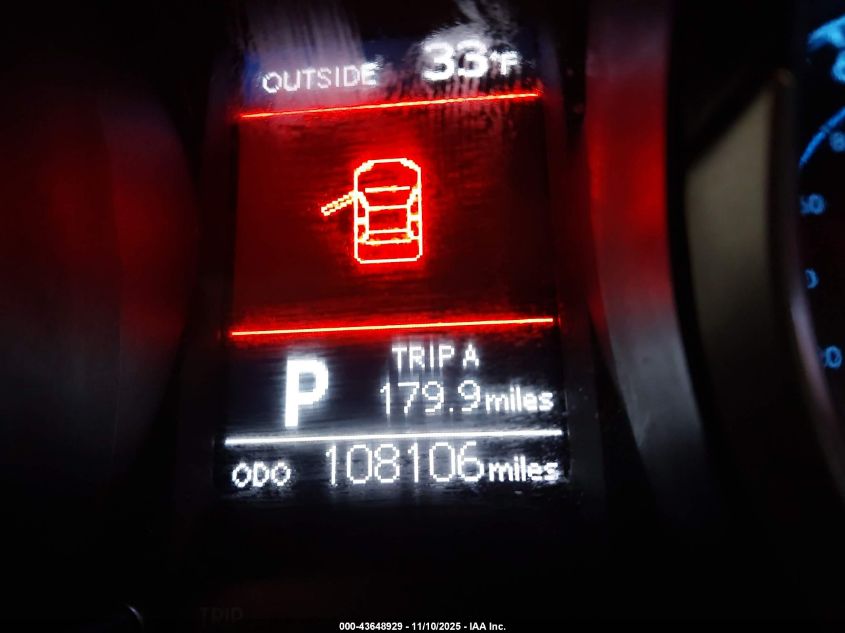 OUTSIDE 33°F
P
TRIP A
179.9 miles
ODO 108106 miles
000-43648929 - 11/10/2025 - IAA Inc.